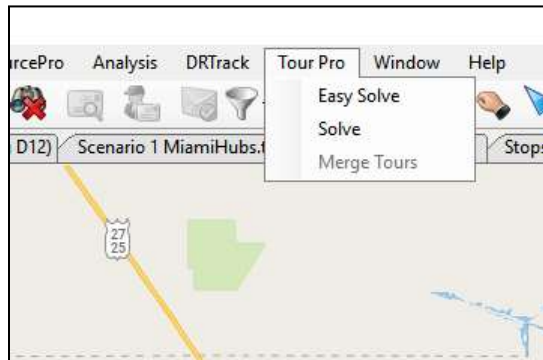 rcePro Analysis DRTrack Tour Pro Window Help
Easy Solve
Solve
Merge Tours
D12) Scenario 1 MiamiHubs.t Stops
27
25